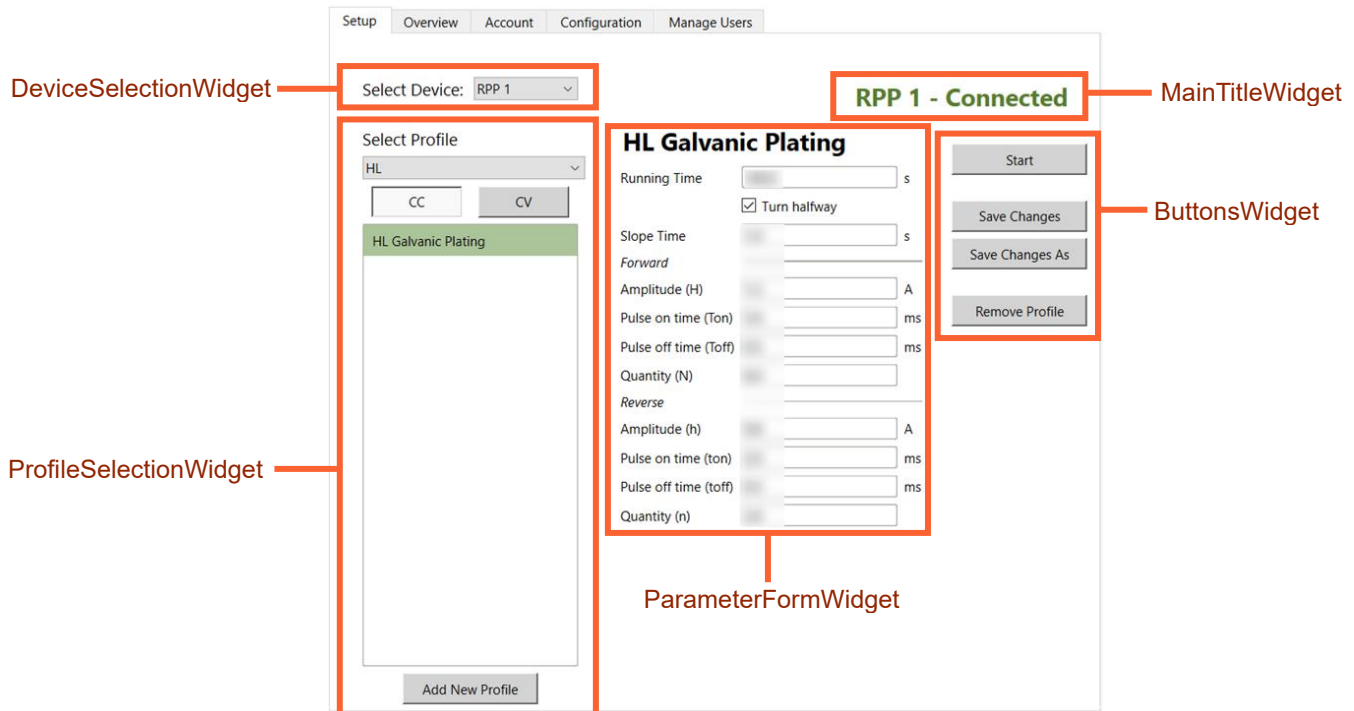 Setup Overview Account Configuration Manage Users
DeviceSelectionWidget
Select Device: RPP 1
RPP 1 - Connected
MainTitleWidget
Select Profile
HL
CC CV
HL Galvanic Plating
Add New Profile
ProfileSelectionWidget
HL Galvanic Plating
Running Time s
Turn halfway
Slope Time s
Forward
Amplitude (H) A
Pulse on time (Ton) ms
Pulse off time (Toff) ms
Quantity (N)
Reverse
Amplitude (h) A
Pulse on time (ton) ms
Pulse off time (toff) ms
Quantity (n)
ParameterFormWidget
Start
Save Changes
Save Changes As
Remove Profile
ButtonsWidget